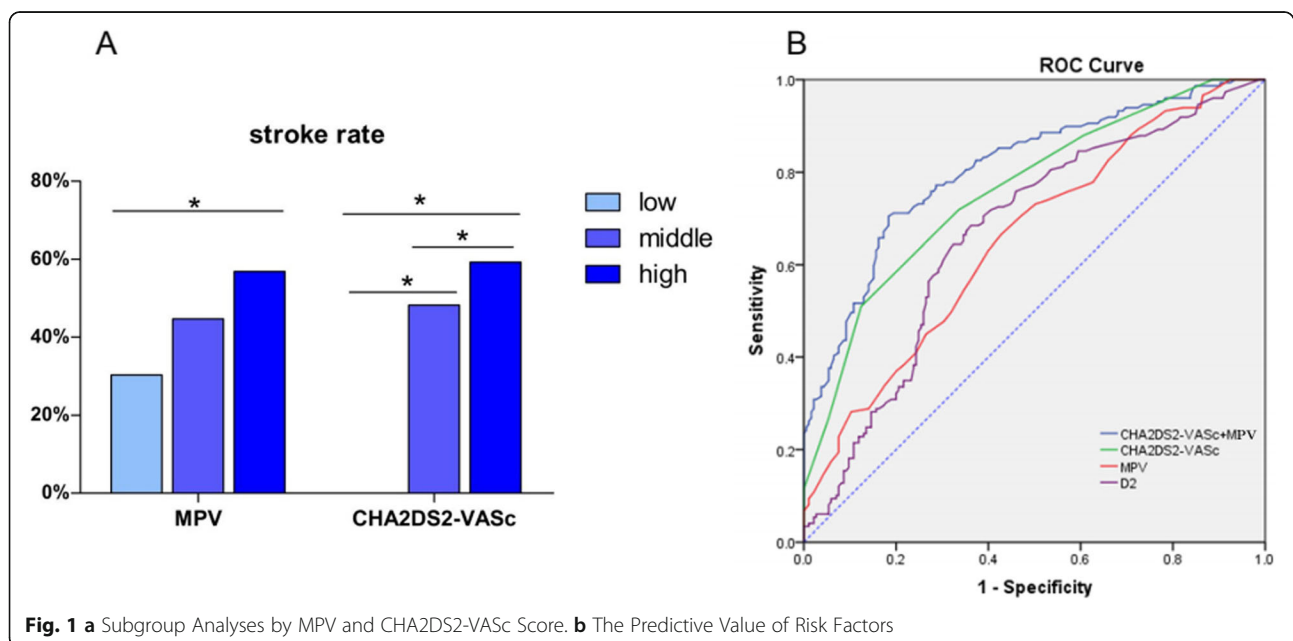 A
stroke rate
80%
60%
40%
20%
0%
*
*
*
*
MPV
CHA2DS2-VASc
low
middle
high
B
ROC Curve
1.0
0.8
0.6
0.4
0.2
0.0
Sensitivity
0.0 0.2 0.4 0.6 0.8 1.0
1 - Specificity
CHA2DS2-VASc+MPV
CHA2DS2-VASc
MPV
D2
Fig. 1 a Subgroup Analyses by MPV and CHA2DS2-VASc Score. b The Predictive Value of Risk Factors